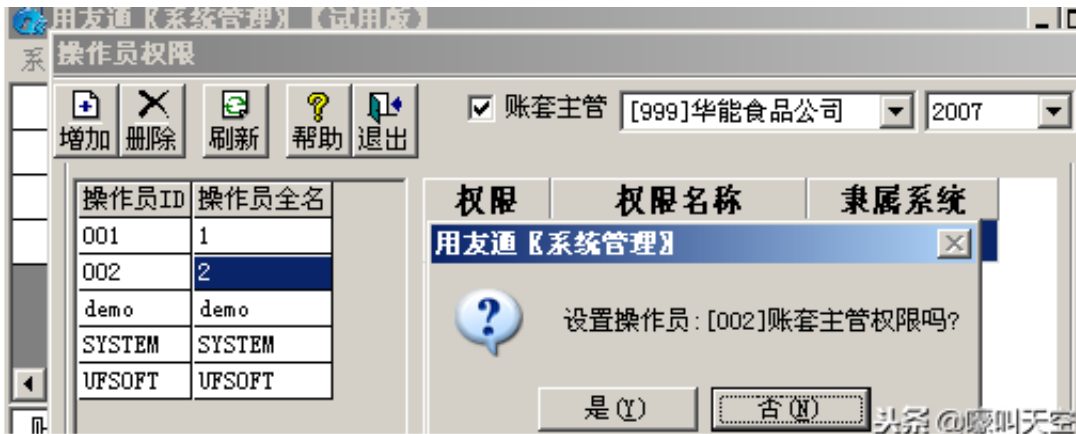 用友通〖系统管理〗【试用版】
系 操作员权限
增加 删除 刷新 帮助 退出 账套主管 [999]华能食品公司 2007
操作员ID 操作员全名 权限 权限名称 隶属系统
001 1
用友通〖系统管理〗
002 2
demo demo
设置操作员:[002]账套主管权限吗?
SYSTEM SYSTEM
UFSOFT UFSOFT
是(Y) 否(N)
头条 @嚎叫天空